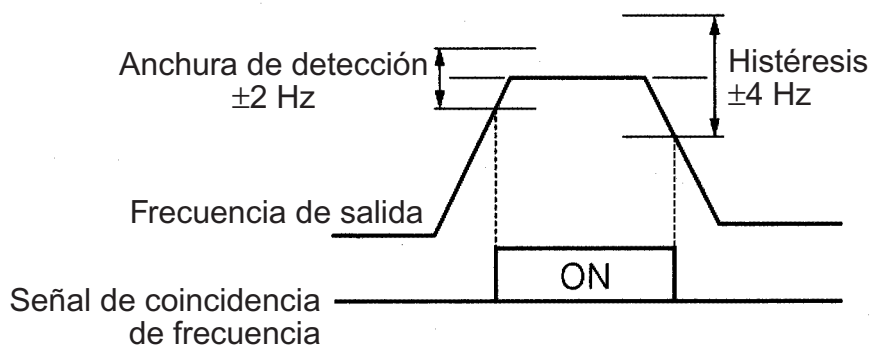 Anchura de detección
±2 Hz
Histéresis
±4 Hz
Frecuencia de salida
ON
Señal de coincidencia
de frecuencia